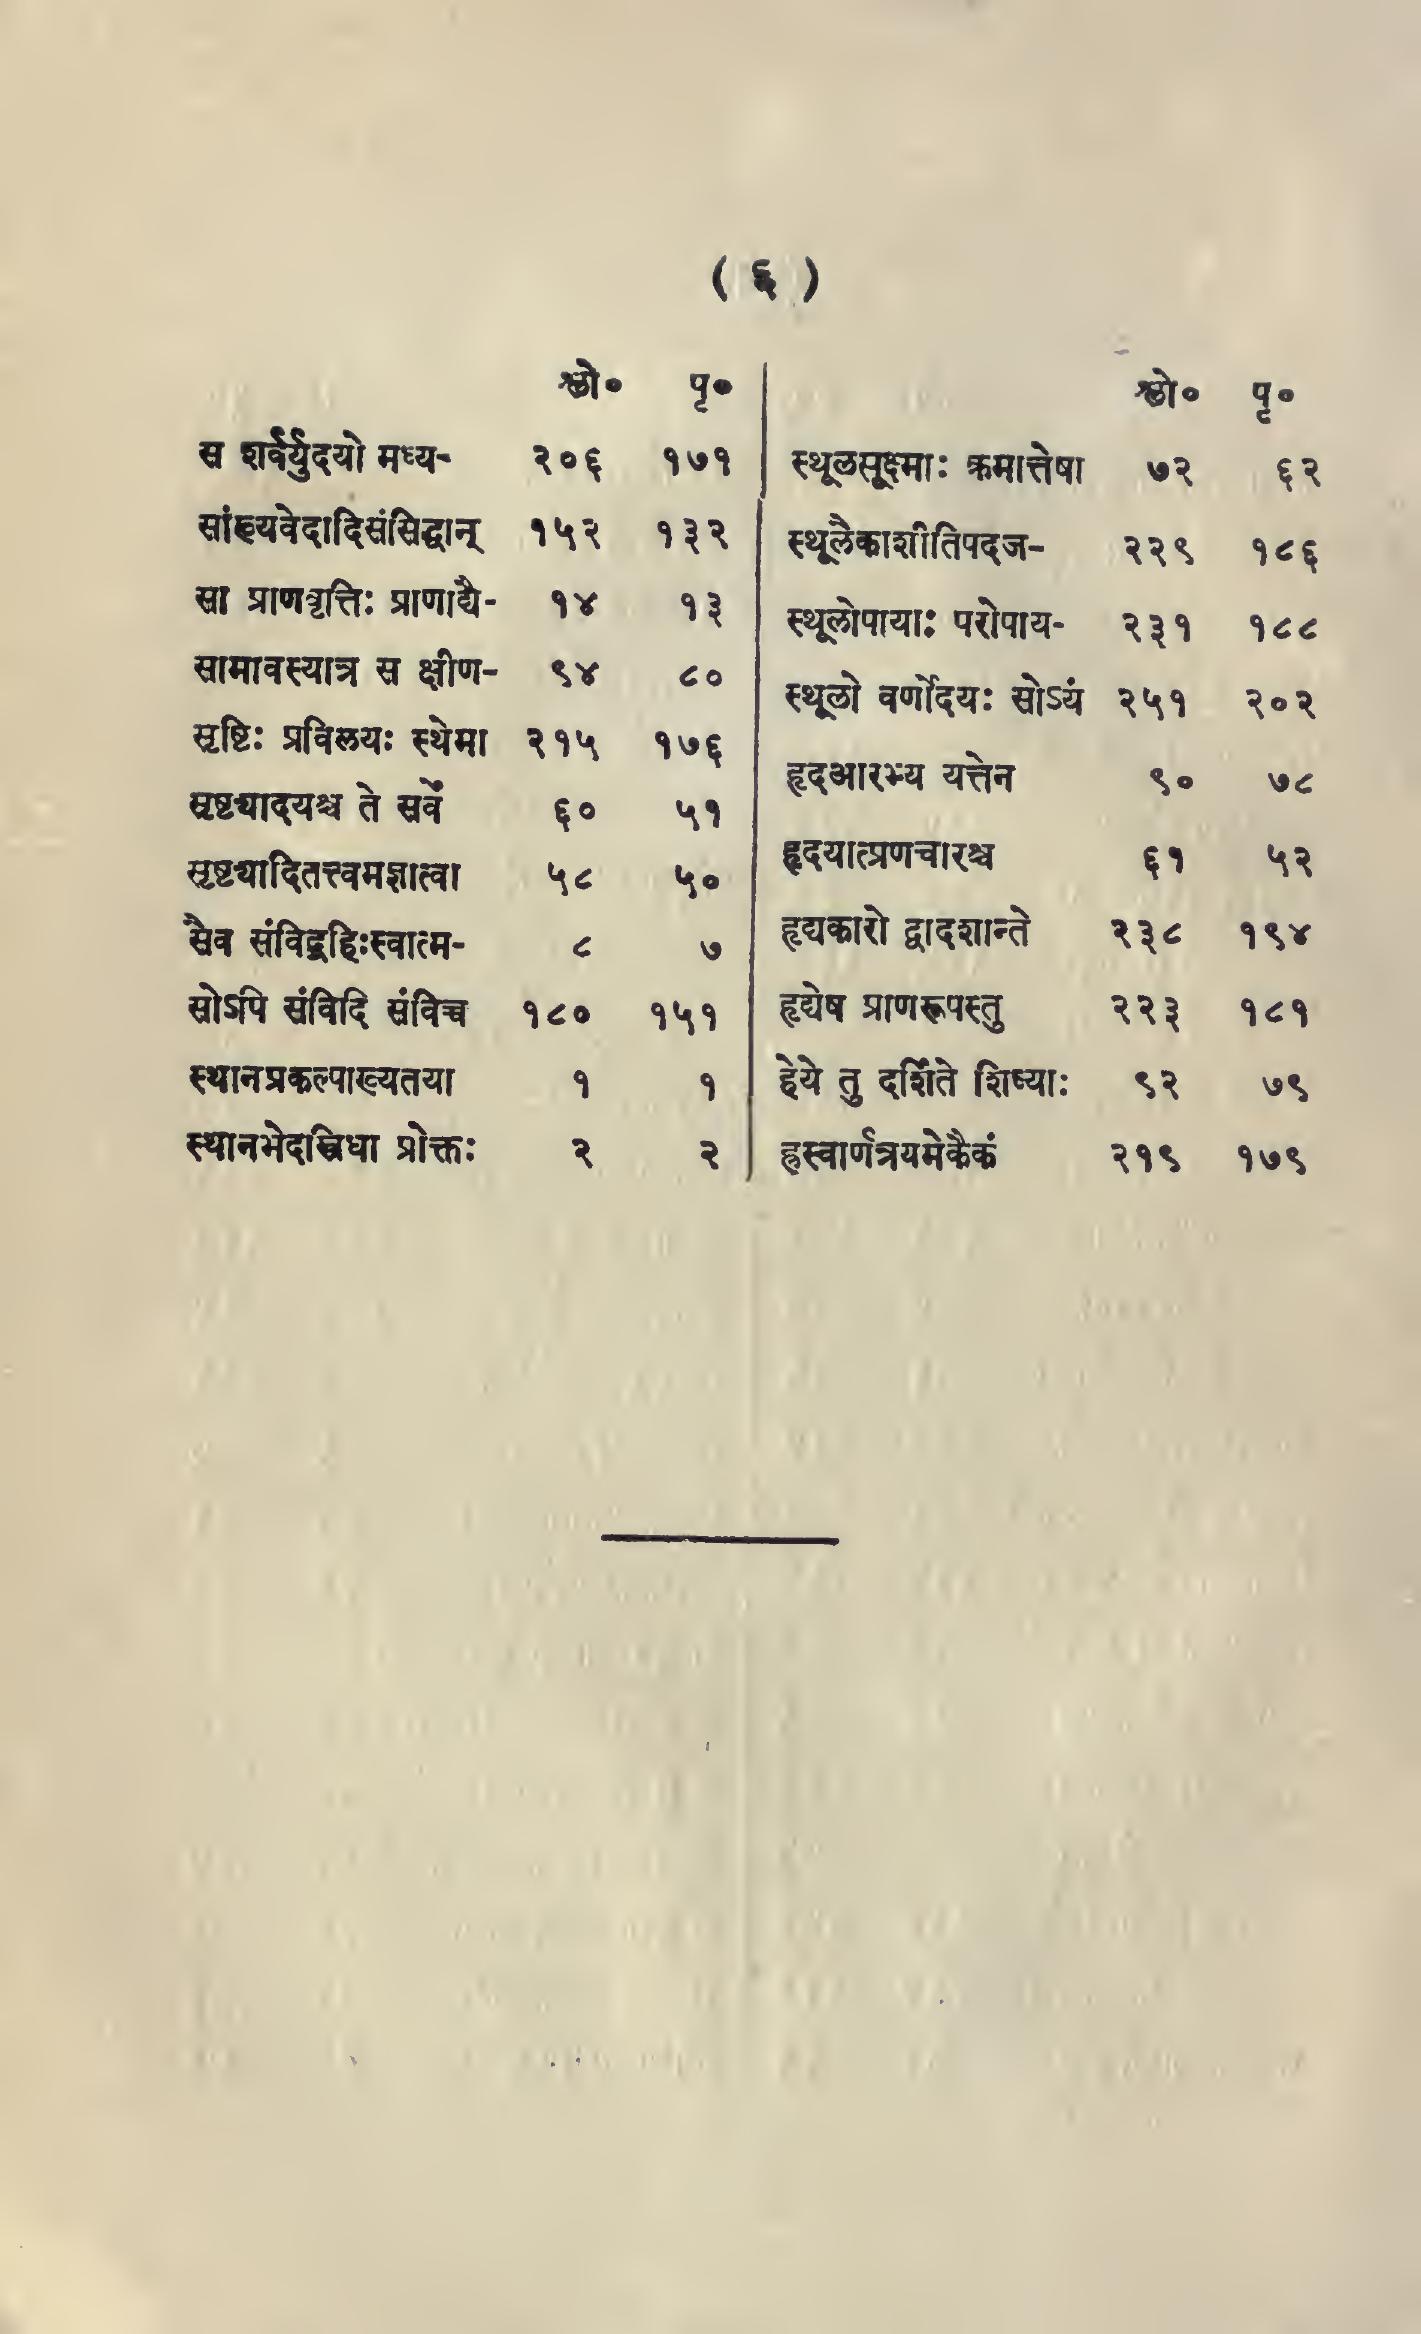 ( ६ )
श्लो० पृ०
स शर्वर्युदयो मध्य- २०६ १७१
सांख्यवेदादिसंसिद्धान् १५२ १३२
सा प्राणवृत्तिः प्राणाद्यै- १४ १३
सामावस्यात्र स क्षीण- ९४ ८०
सृष्टिः प्रविलयः स्थेमा २१५ १७६
सृष्ट्यादयश्च ते सर्वे ६० ५१
सृष्ट्यादितत्त्वमज्ञात्वा ५८ ५०
सैव संविद्बहिःस्वात्म- ८ ७
सोऽपि संविदि संविच्च १८० १५१
स्थानप्रकल्पाख्यतया १ १
स्थानभेदस्त्रिधा प्रोक्तः २ २
श्लो० पृ०
स्थूलसूक्ष्माः क्रमात्तेषा ७२ ६२
स्थूलैकाशीतिपदज- २२९ १८६
स्थूलोपायाः परोपाय- २३१ १८८
स्थूलो वर्णोदयः सोऽयं २५१ २०२
हृदआरभ्य यत्तेन ९० ७८
हृदयात्प्रणचारश्च ६१ ५२
हृद्यकारो द्वादशान्ते २३८ १९४
हृद्येष प्राणरूपस्तु २२३ १८१
हेये तु दर्शिते शिष्याः ९२ ७९
ह्रस्वार्णत्रयमेकैकं २१९ १७९